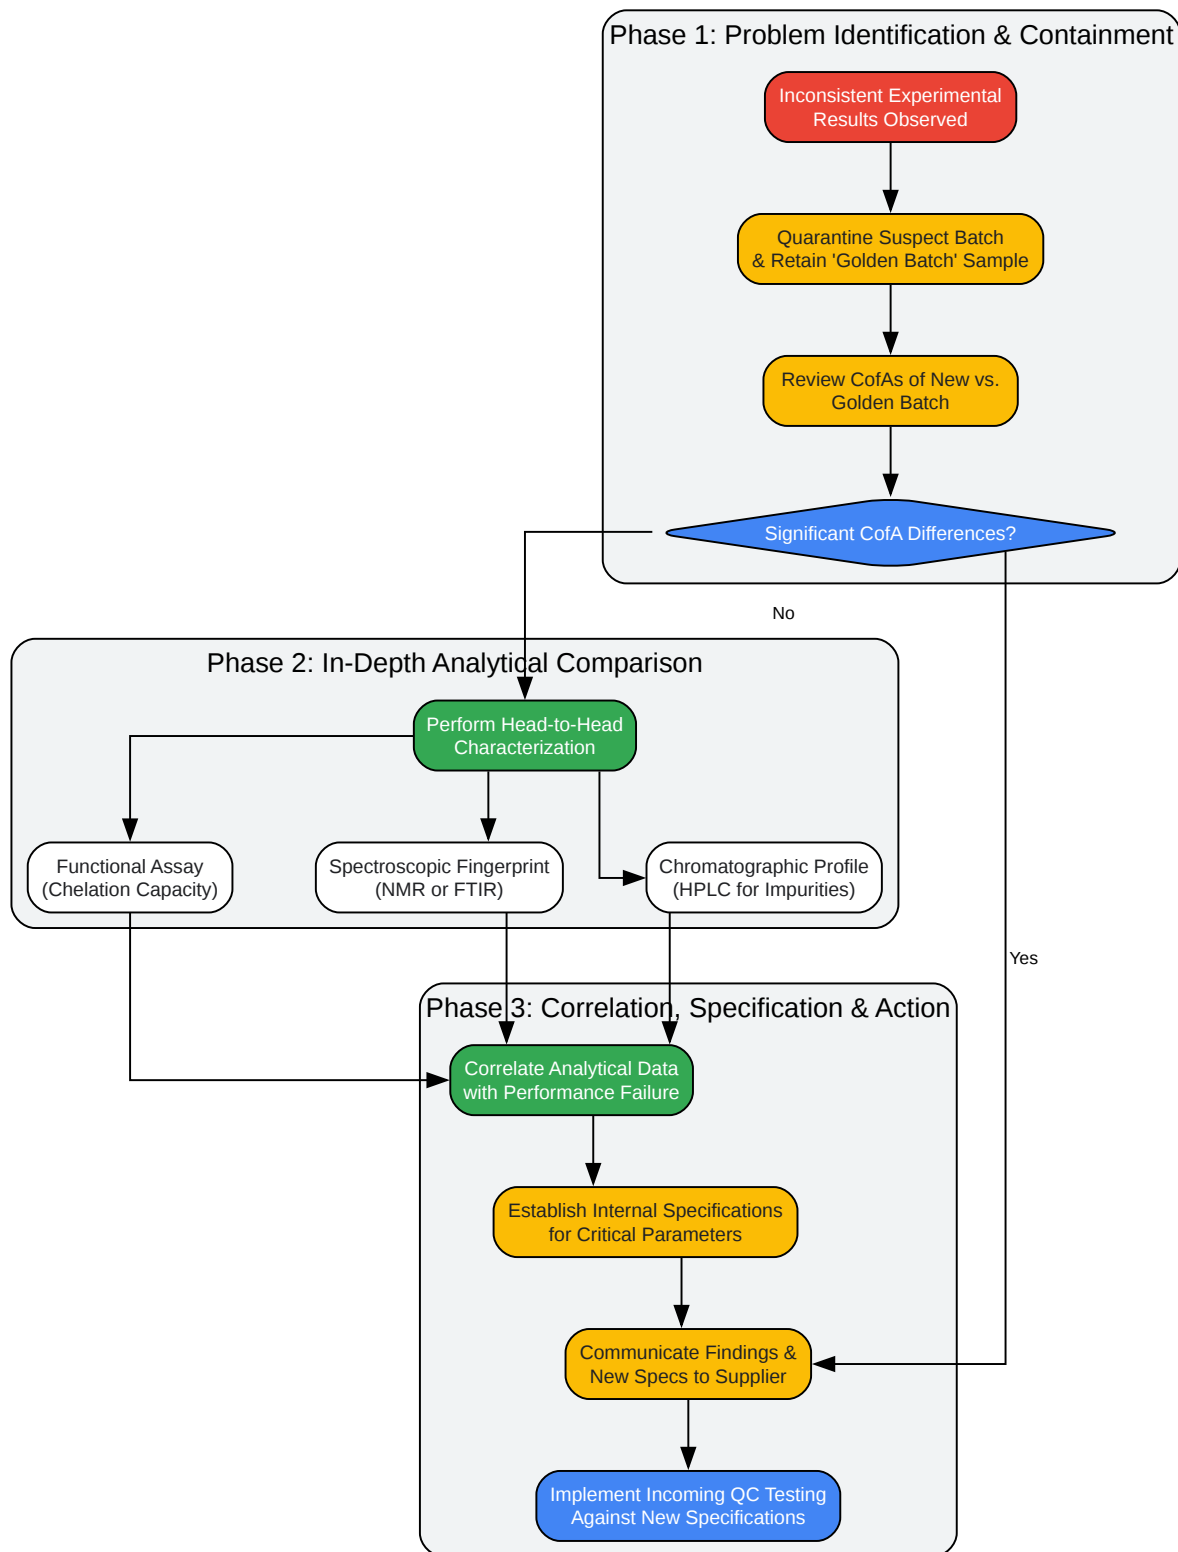 Phase 1: Problem Identification & Containment
Inconsistent Experimental
Results Observed
Quarantine Suspect Batch
& Retain 'Golden Batch' Sample
Review CofAs of New vs.
Golden Batch
Significant CofA Differences?
No
Phase 2: In-Depth Analytical Comparison
Perform Head-to-Head
Characterization
Functional Assay
(Chelation Capacity)
Spectroscopic Fingerprint
(NMR or FTIR)
Chromatographic Profile
(HPLC for Impurities)
Yes
Phase 3: Correlation, Specification & Action
Correlate Analytical Data
with Performance Failure
Establish Internal Specifications
for Critical Parameters
Communicate Findings &
New Specs to Supplier
Implement Incoming QC Testing
Against New Specifications